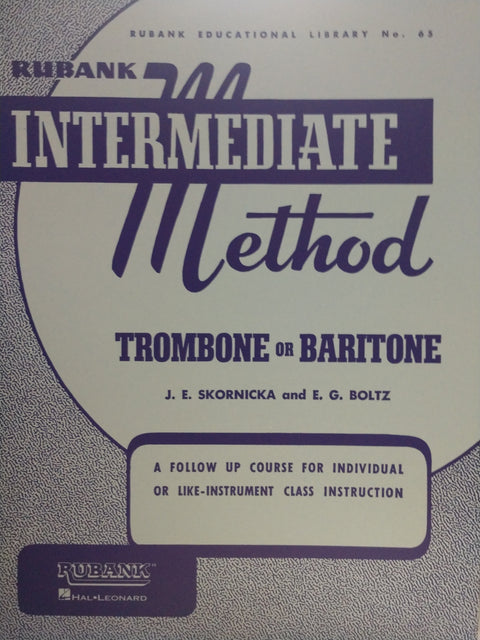 RUBANK EDUCATIONAL LIBRARY No. 65
RUBANK
INTERMEDIATE
Method
TROMBONE OR BARITONE
J. E. SKORNICKA and E. G. BOLTZ
A FOLLOW UP COURSE FOR INDIVIDUAL
OR LIKE-INSTRUMENT CLASS INSTRUCTION
RUBANK™
HAL•LEONARD